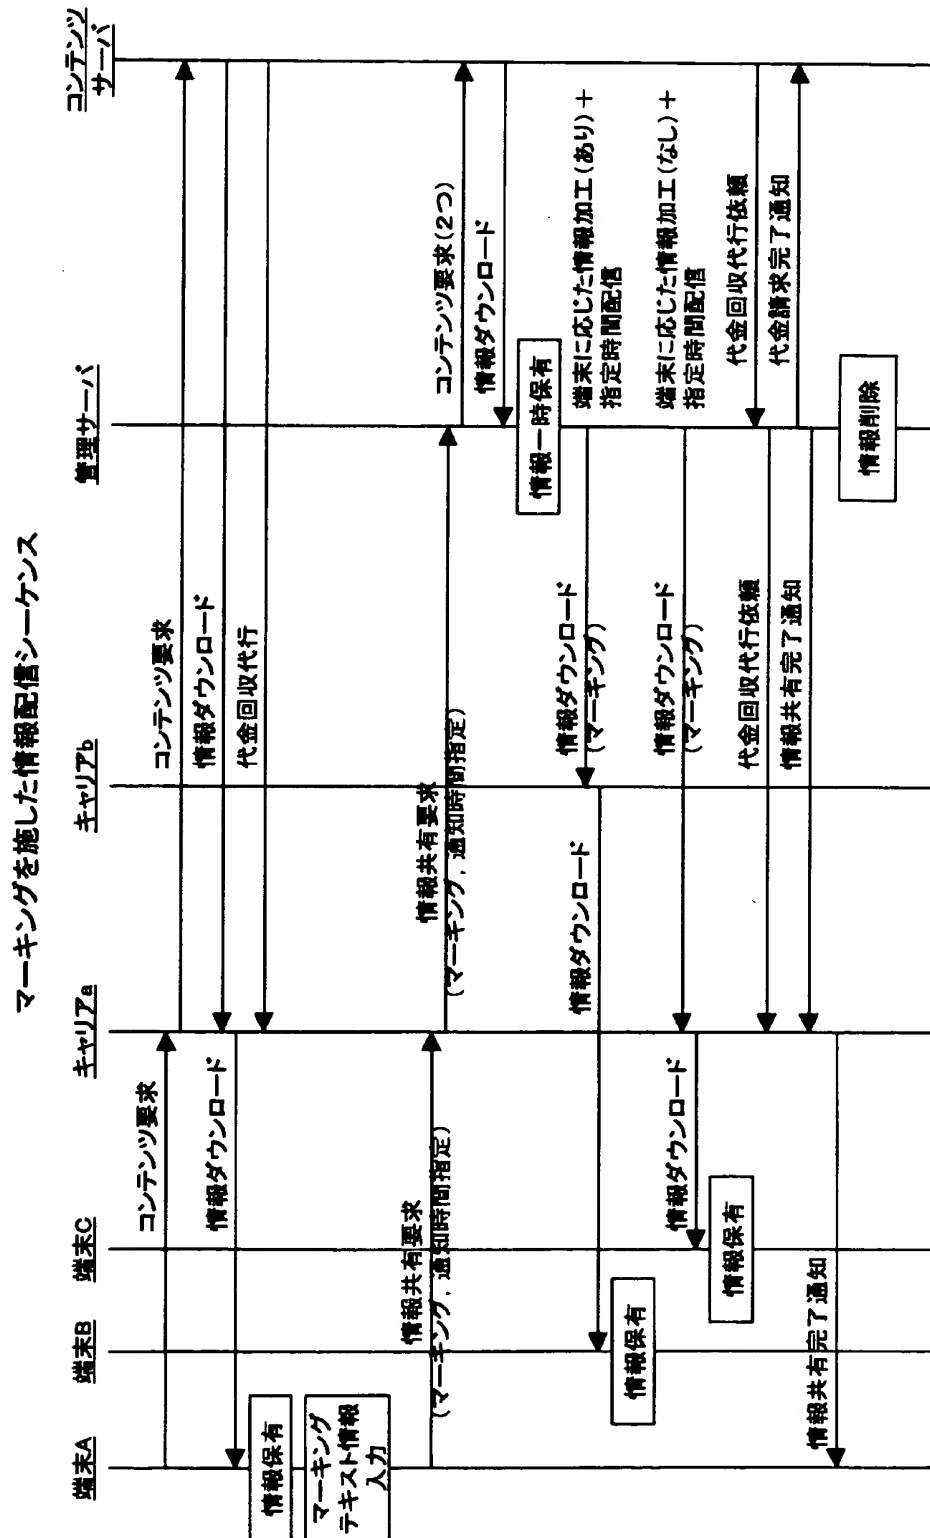 マーキングを施した情報配信シーケンス
端末A
端末B
端末C
キャリアa
キャリアb
管理サーバ
コンテンツ
サーバ
コンテンツ要求
コンテンツ要求
情報ダウンロード
情報ダウンロード
代金回収代行
情報保有
マーキング
テキスト情報
入力
情報共有要求
(マーキング, 通知時間指定)
情報共有要求
(マーキング, 通知時間指定)
コンテンツ要求(2つ)
情報ダウンロード
情報一時保有
端末に応じた情報加工(あり)+
指定時間配信
情報ダウンロード
(マーキング)
情報ダウンロード
情報保有
端末に応じた情報加工(なし)+
指定時間配信
情報ダウンロード
(マーキング)
情報ダウンロード
情報保有
代金回収代行依頼
代金回収代行依頼
代金請求完了通知
情報共有完了通知
情報共有完了通知
情報削除